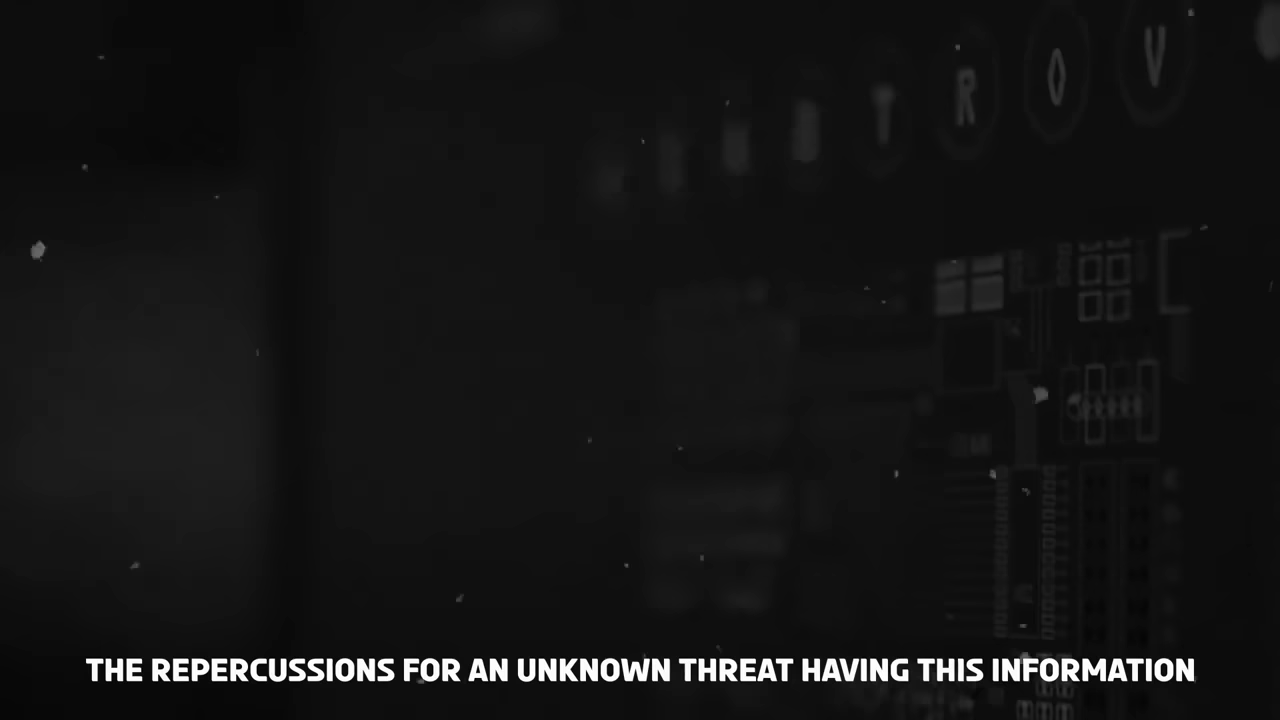 T R O V
THE REPERCUSSIONS FOR AN UNKNOWN THREAT HAVING THIS INFORMATION